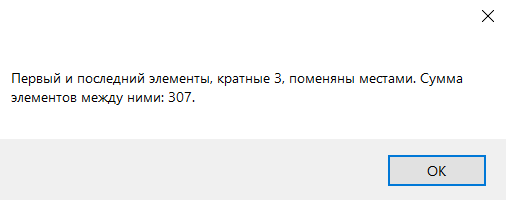 Первый и последний элементы, кратные 3, поменяны местами. Сумма
элементов между ними: 307.
OK